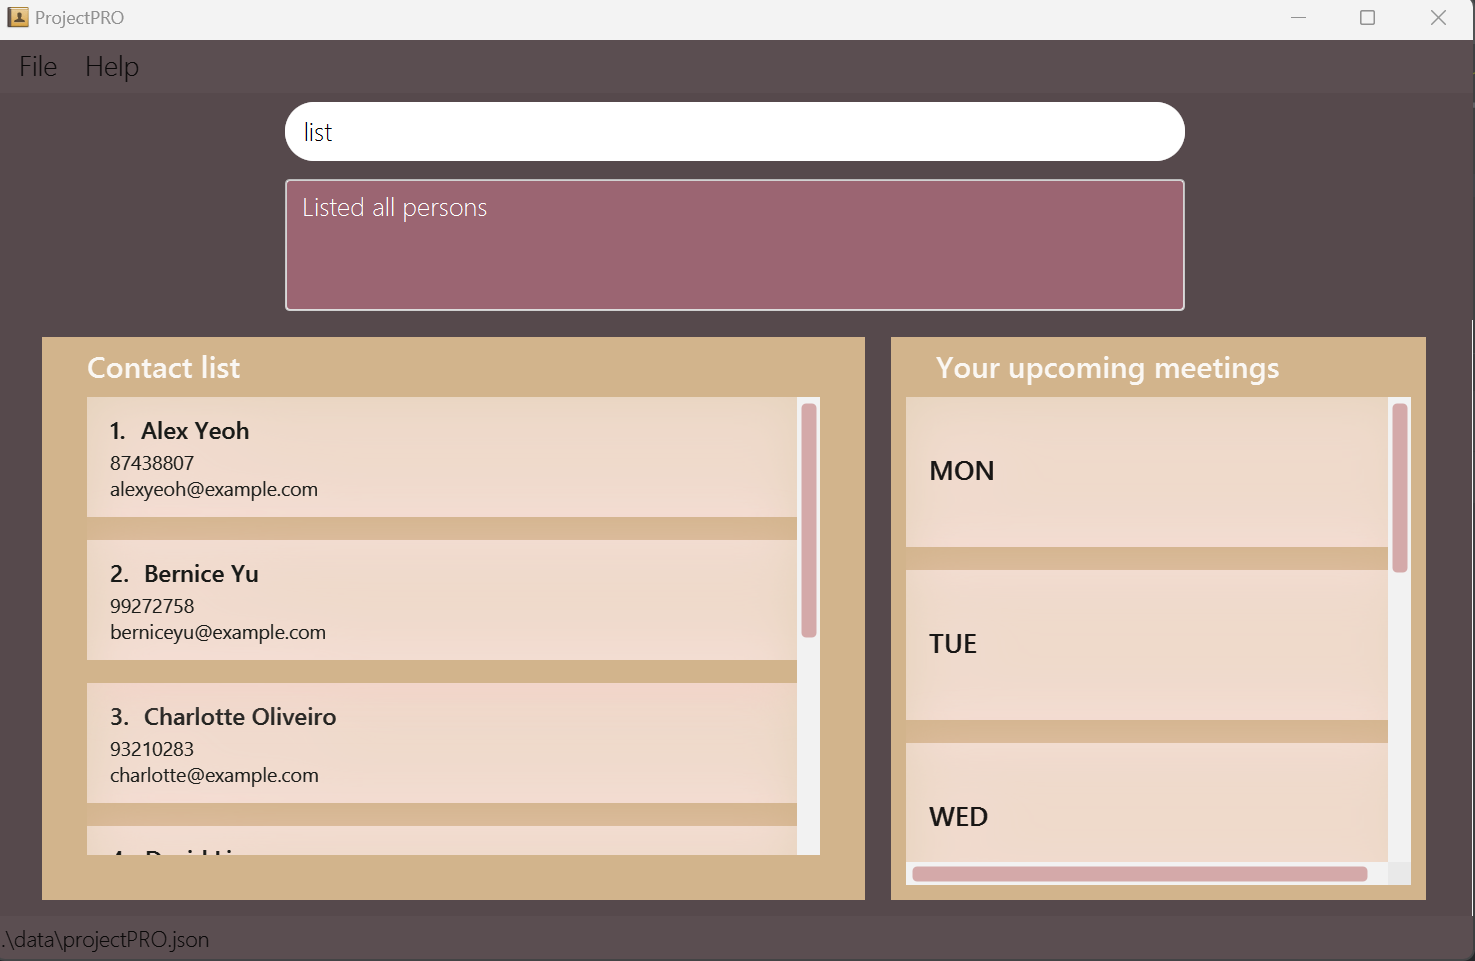 ProjectPRO
File Help
list
Listed all persons
Contact list
1. Alex Yeoh
87438807
alexyeoh@example.com
2. Bernice Yu
99272758
berniceyu@example.com
3. Charlotte Oliveiro
93210283
charlotte@example.com
Your upcoming meetings
MON
TUE
WED
.\data\projectPRO.json